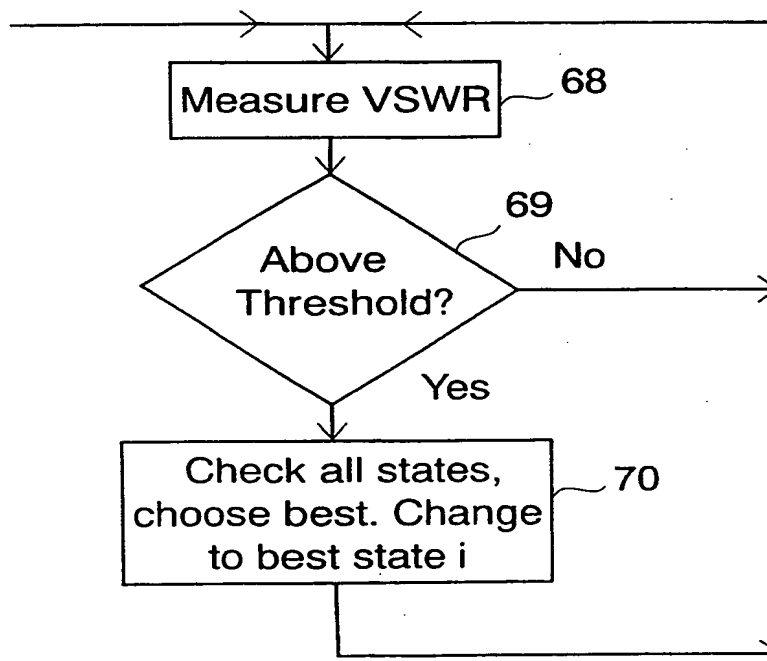 Measure VSWR
68
69
Above
Threshold?
No
Yes
Check all states,
choose best. Change
to best state i
70